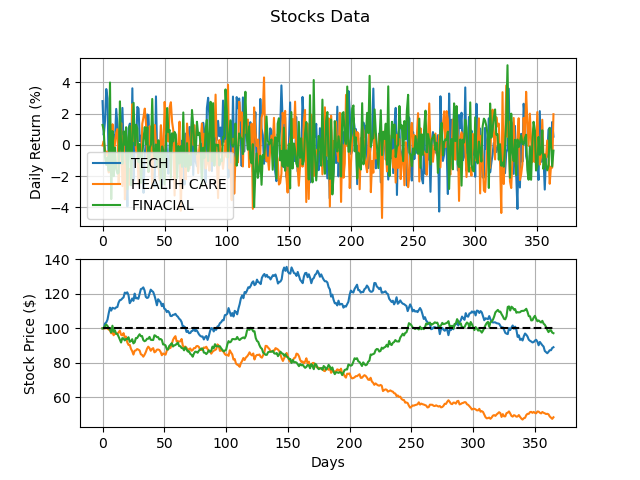 Stocks Data
Daily Return (%)
4
2
0
−2
−4
TECH
HEALTH CARE
FINACIAL
0 50 100 150 200 250 300 350
Stock Price ($)
140
120
100
80
60
0 50 100 150 200 250 300 350
Days